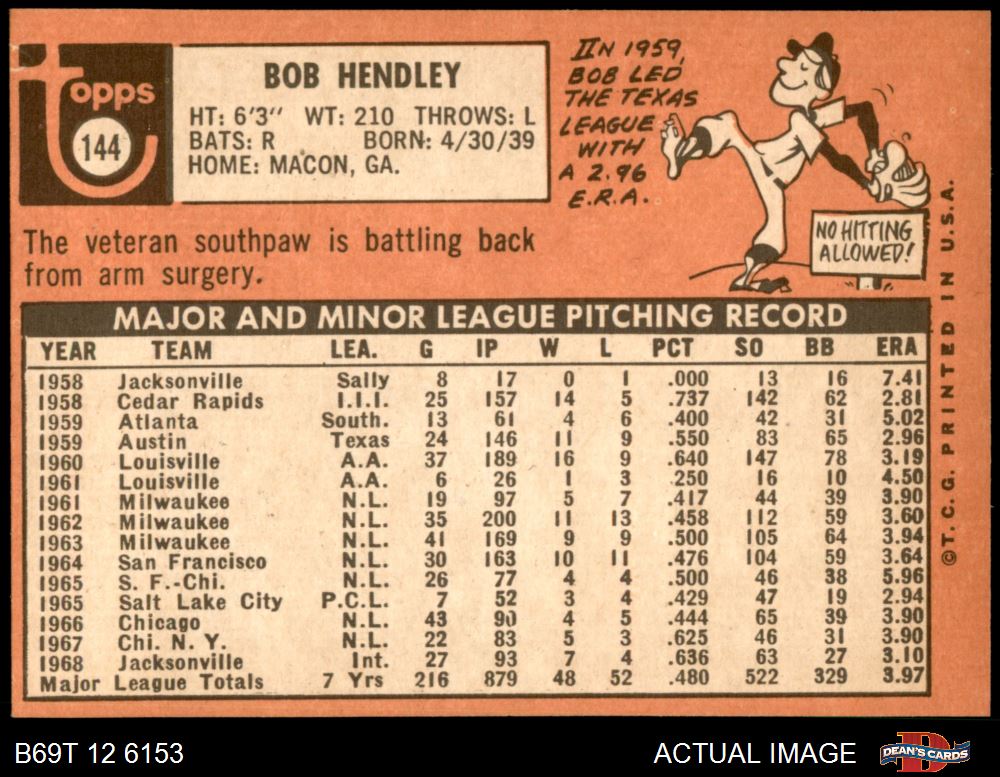 topps
144
BOB HENDLEY
HT: 6'3" WT: 210 THROWS: L
BATS: R BORN: 4/30/39
HOME: MACON, GA.
IN 1959,
BOB LED
THE TEXAS
LEAGUE
WITH
A 2.96
E.R.A.
NO HITTING
ALLOWED!
The veteran southpaw is battling back
from arm surgery.
MAJOR AND MINOR LEAGUE PITCHING RECORD
YEAR TEAM LEA. G IP W L PCT SO BB ERA
1958 Jacksonville Sally 8 17 0 1 .000 13 16 7.41
1958 Cedar Rapids I.I.I. 25 157 14 5 .737 142 62 2.81
1959 Atlanta South. 13 61 4 6 .400 42 31 5.02
1959 Austin Texas 24 146 11 9 .550 83 65 2.96
1960 Louisville A.A. 37 189 16 9 .640 147 78 3.19
1961 Louisville A.A. 6 26 1 3 .250 16 10 4.50
1961 Milwaukee N.L. 19 97 5 7 .417 44 39 3.90
1962 Milwaukee N.L. 35 200 11 13 .458 112 59 3.60
1963 Milwaukee N.L. 41 169 9 9 .500 105 64 3.94
1964 San Francisco N.L. 30 163 10 11 .476 104 59 3.64
1965 S. F.-Chi. N.L. 26 77 4 4 .500 46 38 5.96
1965 Salt Lake City P.C.L. 7 52 3 4 .429 47 19 2.94
1966 Chicago N.L. 43 90 4 5 .444 65 39 3.90
1967 Chi. N. Y. N.L. 22 83 5 3 .625 46 31 3.90
1968 Jacksonville Int. 27 93 7 4 .636 63 27 3.10
Major League Totals 7 Yrs 216 879 48 52 .480 522 329 3.97
©T.C.G. PRINTED IN U.S.A.
B69T 12 6153
ACTUAL IMAGE
DEAN'S CARDS